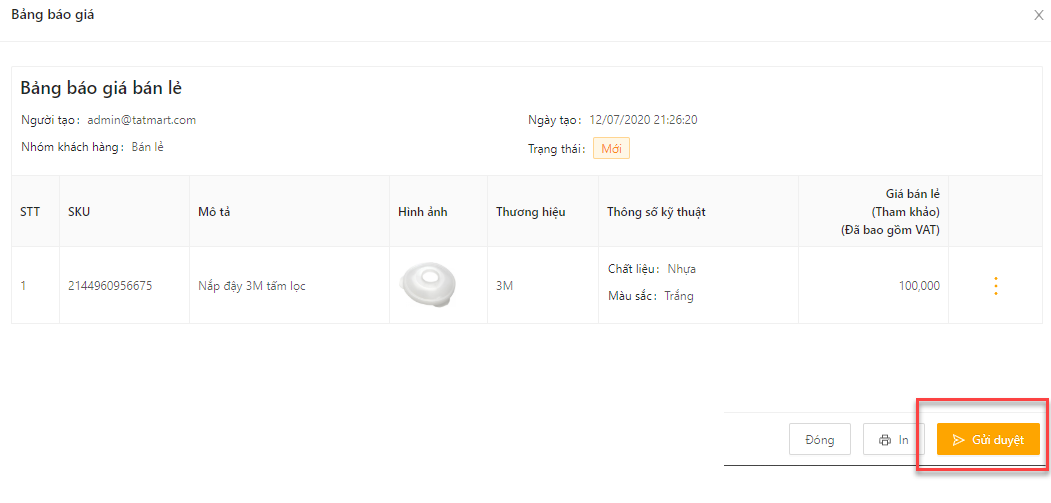 Bảng báo giá
Bảng báo giá bán lẻ
Người tạo: admin@tatmart.com
Ngày tạo: 12/07/2020 21:26:20
Nhóm khách hàng: Bán lẻ
Trạng thái: Mới
STT SKU Mô tả Hình ảnh Thương hiệu Thông số kỹ thuật Giá bán lẻ
(Tham khảo)
(Đã bao gồm VAT)
1 2144960956675 Nắp đậy 3M tấm lọc 3M Chất liệu: Nhựa
Màu sắc: Trắng
100,000
Đóng In Gửi duyệt